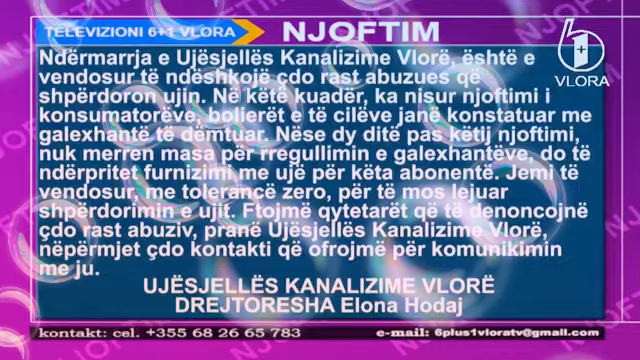 TELEVIZIONI 6+1 VLORA
NJOFTIM
6+1
VLORA
Ndërmarrja e Ujësjellës Kanalizime Vlorë, është e
vendosur të ndëshkojë çdo rast abuzues që
shpërdoron ujin. Në këtë kuadër, ka nisur njoftimi i
konsumatorëve, bolierët e të cilëve janë konstatuar me
galexhantë të dëmtuar. Nëse dy ditë pas këtij njoftimi,
nuk merren masa për rregullimin e galexhantëve, do të
ndërpritet furnizimi me ujë për këta abonentë. Jemi të
vendosur, me tolerancë zero, për të mos lejuar
shpërdorimin e ujit. Ftojmë qytetarët që të denoncojnë
çdo rast abuziv, pranë Ujësjellës Kanalizime Vlorë,
nëpërmjet çdo kontakti që ofrojmë për komunikimin
me ju.
UJËSJELLËS KANALIZIME VLORË
DREJTORESHA Elona Hodaj
kontakt: cel. +355 68 26 65 783
e-mail: 6plus1vloratv@gmail.com